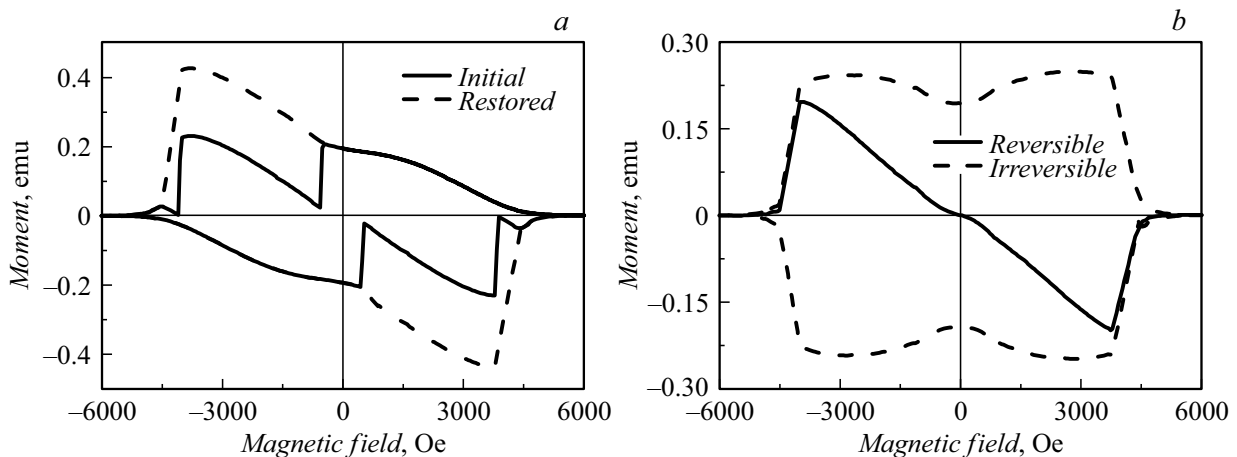 a
0.4
0.2
0
–0.2
–0.4
Moment, emu
Initial
Restored
–6000
–3000
0
3000
6000
Magnetic field, Oe
b
0.30
0.15
0
–0.15
–0.30
Moment, emu
Reversible
Irreversible
–6000
–3000
0
3000
6000
Magnetic field, Oe